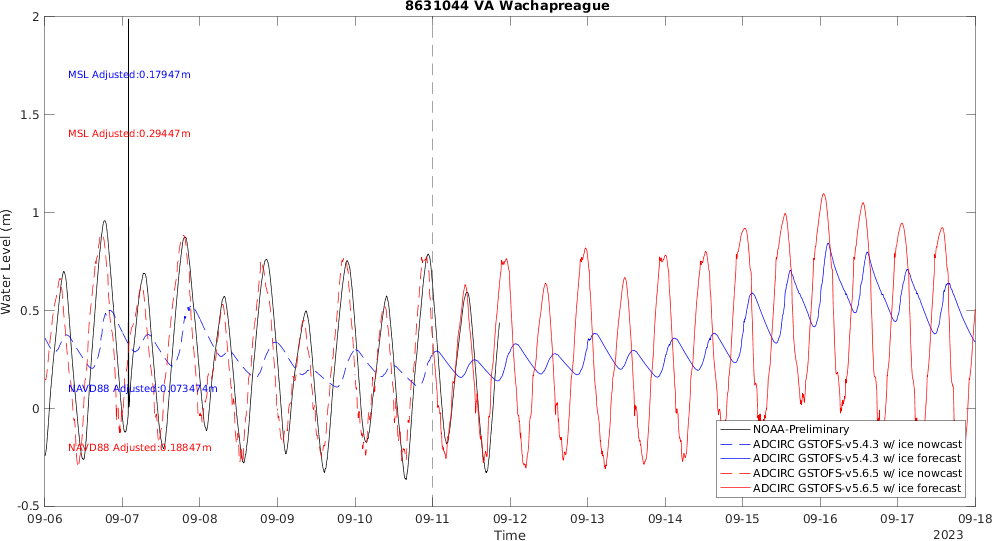 8631044 VA Wachapreague
Water Level (m)
2
1.5
1
0.5
0
-0.5
MSL Adjusted:0.17947m
MSL Adjusted:0.29447m
NAVD88 Adjusted:0.073474m
NAVD88 Adjusted:0.18847m
NOAA-Preliminary
ADCIRC GSTOFS-v5.4.3 w/ ice nowcast
ADCIRC GSTOFS-v5.4.3 w/ ice forecast
ADCIRC GSTOFS-v5.6.5 w/ ice nowcast
ADCIRC GSTOFS-v5.6.5 w/ ice forecast
09-06 09-07 09-08 09-09 09-10 09-11 09-12 09-13 09-14 09-15 09-16 09-17 09-18
Time
2023